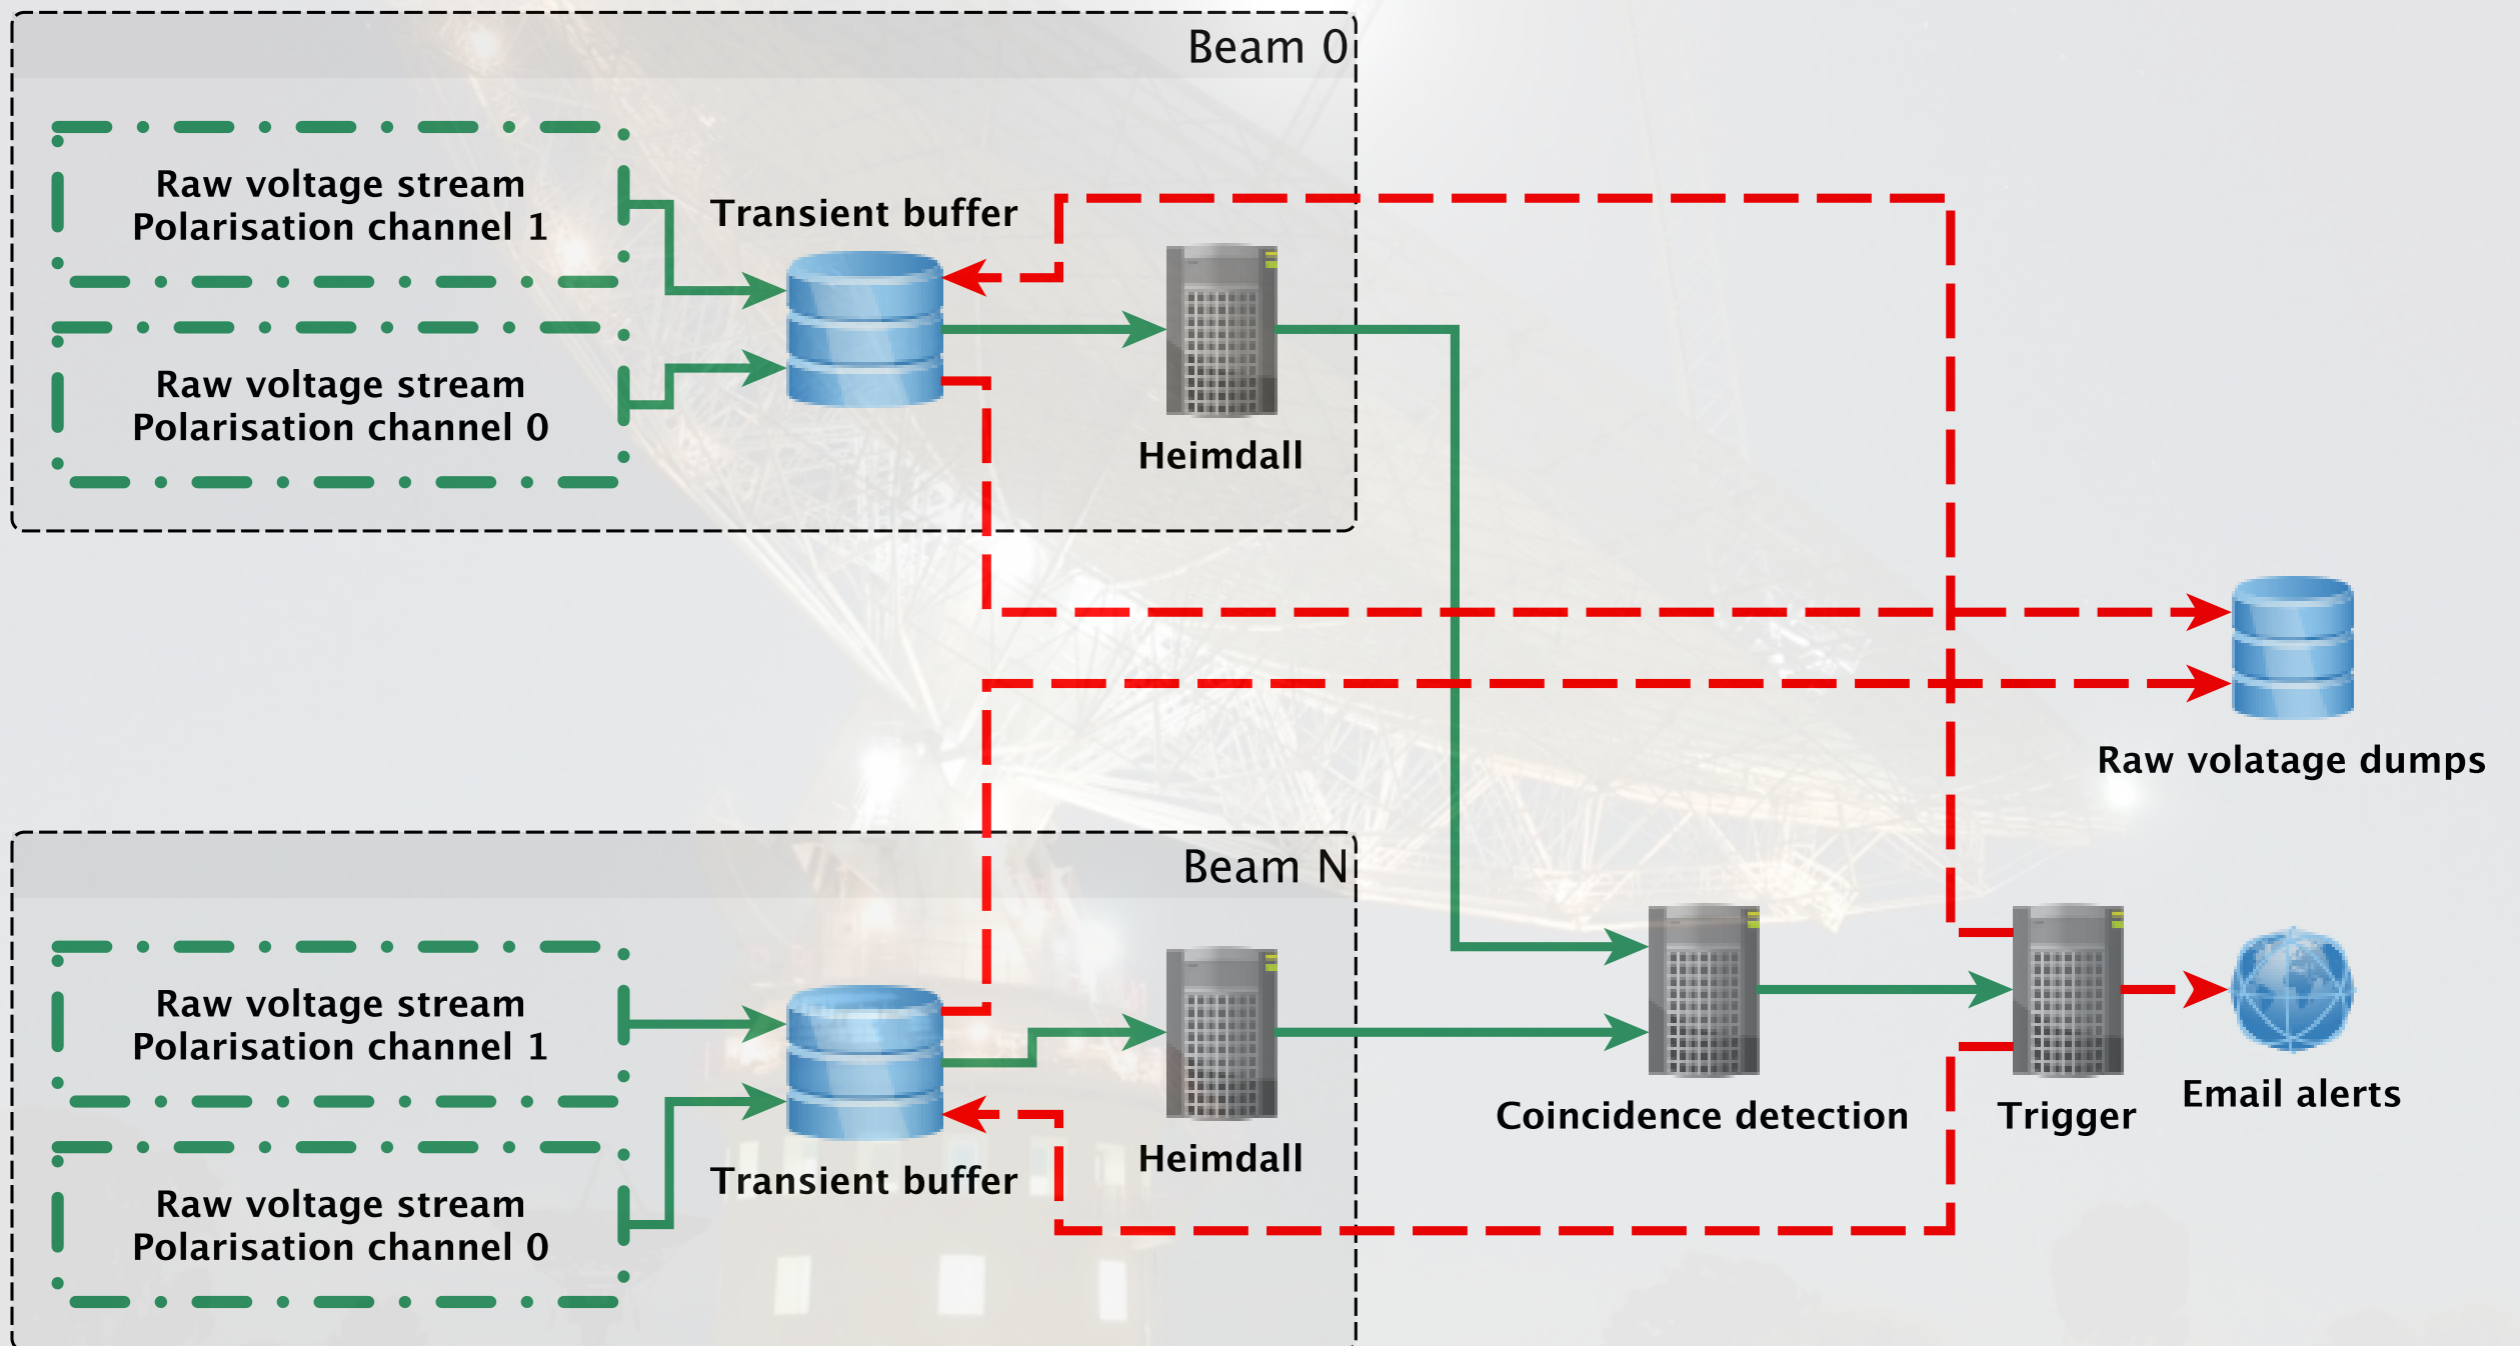 Beam 0
Raw voltage stream
Polarisation channel 1
Transient buffer
Raw voltage stream
Polarisation channel 0
Heimdall
Raw volatage dumps
Beam N
Raw voltage stream
Polarisation channel 1
Raw voltage stream
Polarisation channel 0
Transient buffer
Heimdall
Coincidence detection
Trigger
Email alerts